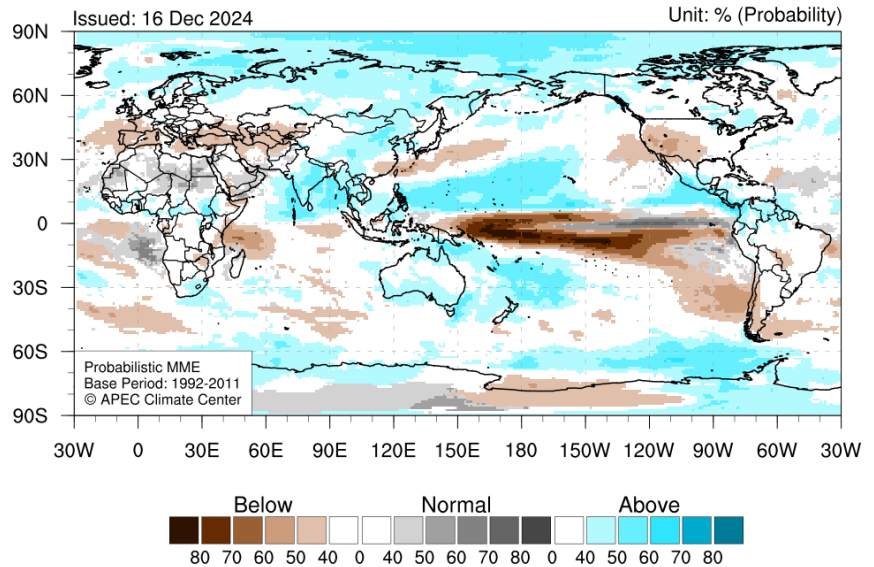 Issued: 16 Dec 2024
Unit: % (Probability)
90N
60N
30N
0
30S
60S
90S
Probabilistic MME
Base Period: 1992-2011
© APEC Climate Center
30W 0 30E 60E 90E 120E 150E 180 150W 120W 90W 60W 30W
Below Normal Above
80 70 60 50 40 0 40 50 60 70 80 0 40 50 60 70 80